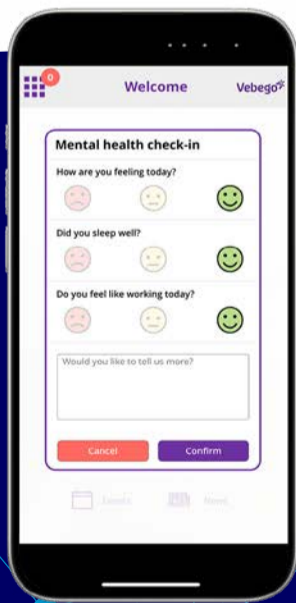 0
Welcome
Vebego
Mental health check-in
How are you feeling today?
Did you sleep well?
Do you feel like working today?
Would you like to tell us more?
Cancel
Confirm
News